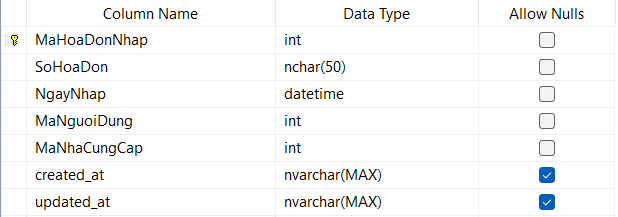 Column Name Data Type Allow Nulls
MaHoaDonNhap int
SoHoaDon nchar(50)
NgayNhap datetime
MaNguoiDung int
MaNhaCungCap int
created_at nvarchar(MAX)
updated_at nvarchar(MAX)